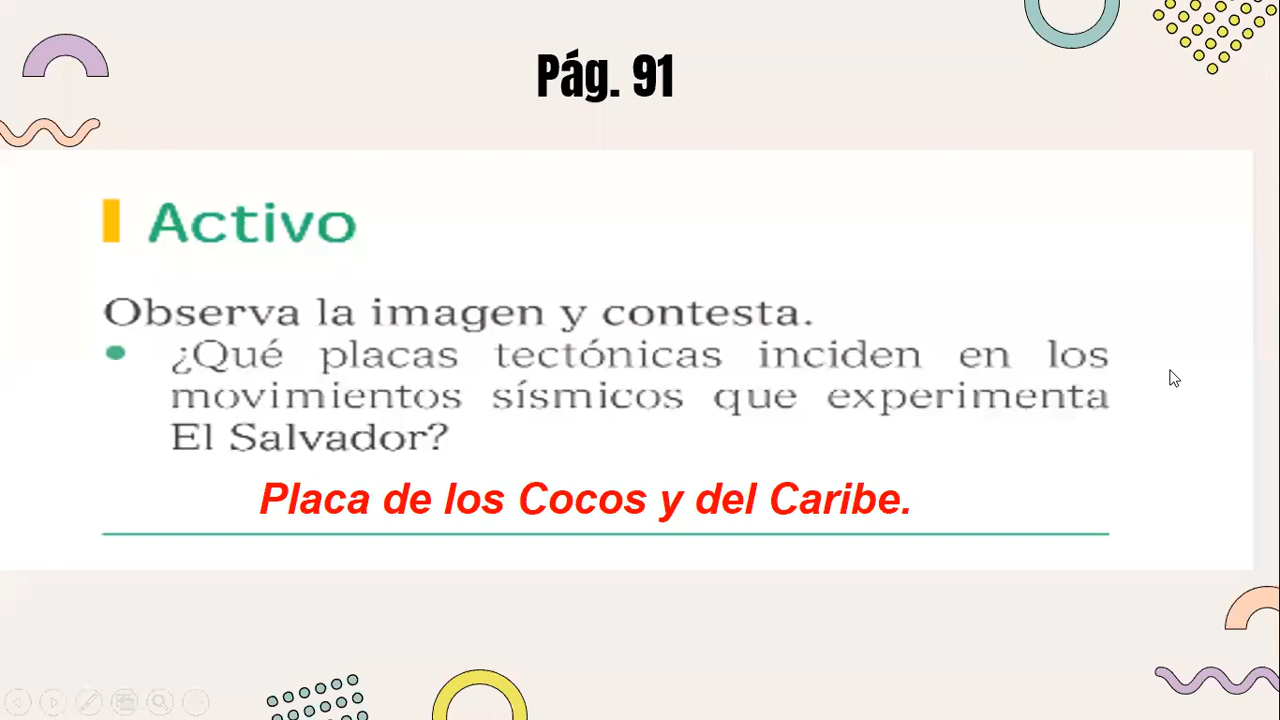 Pág. 91
Activo
Observa la imagen y contesta.
¿Qué placas tectónicas inciden en los
movimientos sísmicos que experimenta
El Salvador?
Placa de los Cocos y del Caribe.